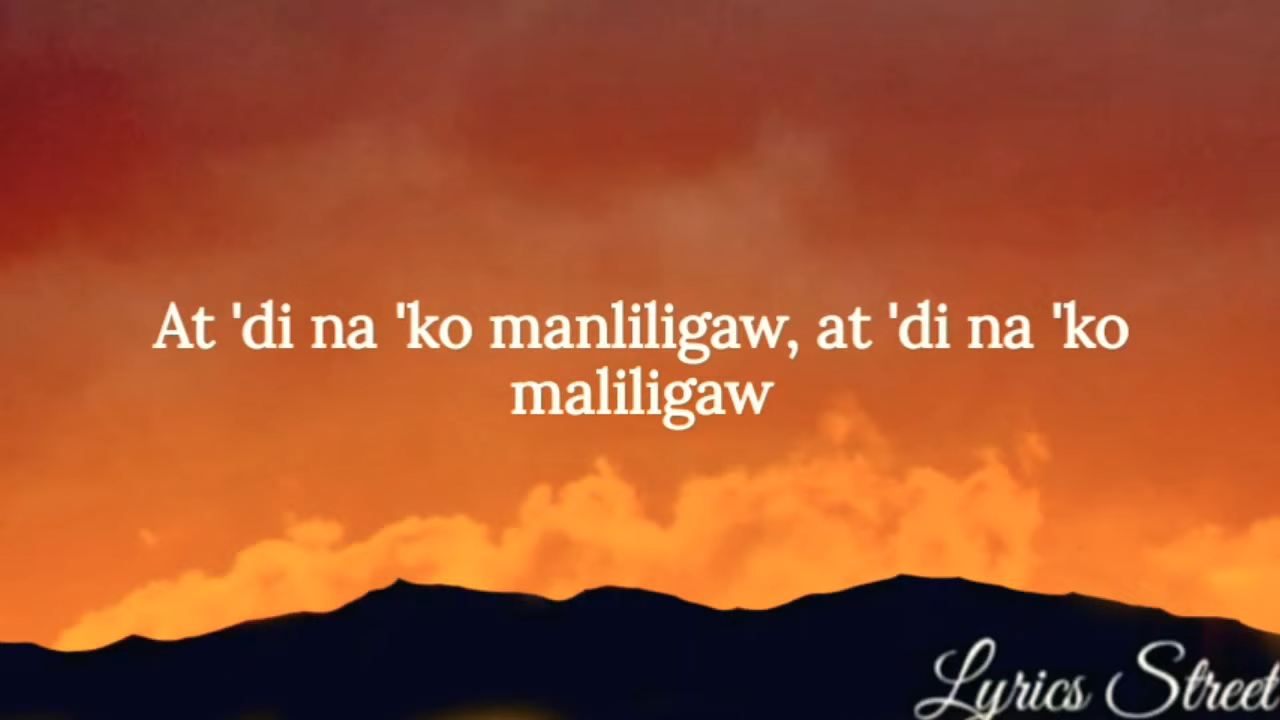 At 'di na 'ko manliligaw, at 'di na 'ko
maliligaw
Lyrics Street